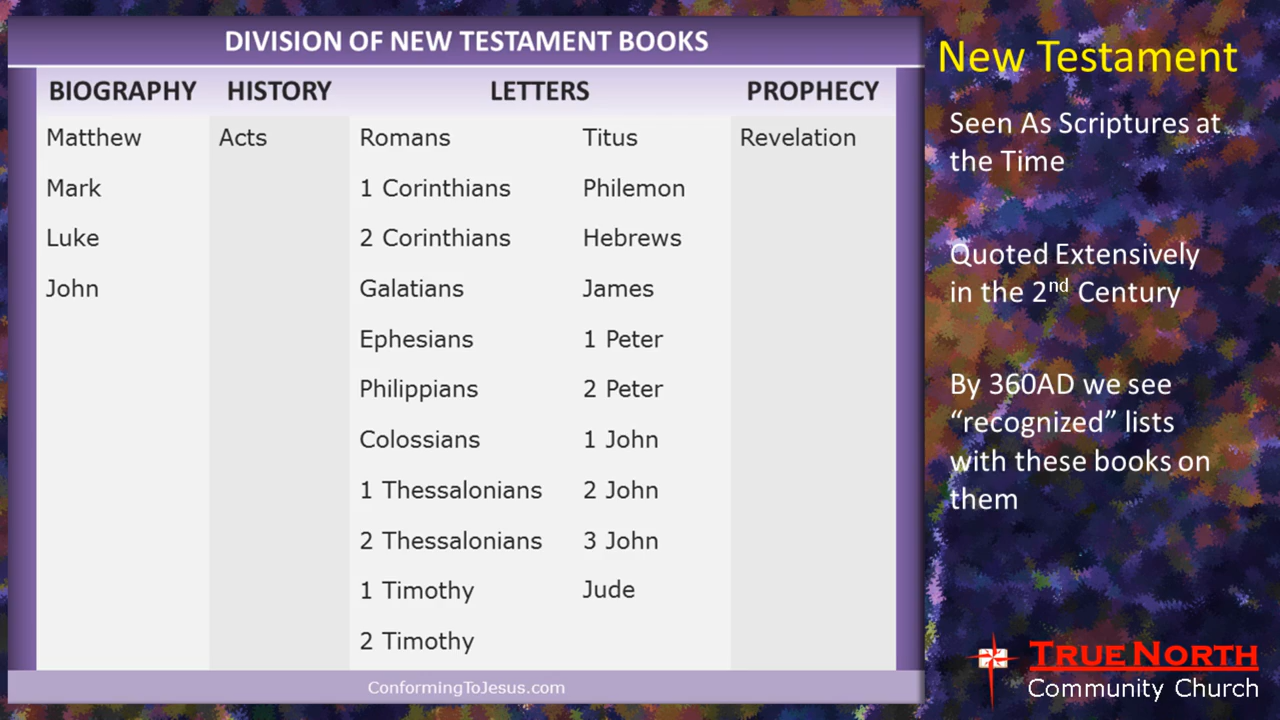 DIVISION OF NEW TESTAMENT BOOKS
BIOGRAPHY HISTORY LETTERS PROPHECY
Matthew Acts Romans Titus Revelation
Mark 1 Corinthians Philemon
Luke 2 Corinthians Hebrews
John Galatians James
Ephesians 1 Peter
Philippians 2 Peter
Colossians 1 John
1 Thessalonians 2 John
2 Thessalonians 3 John
1 Timothy Jude
2 Timothy
ConformingToJesus.com
New Testament
Seen As Scriptures at
the Time
Quoted Extensively
in the 2nd Century
By 360AD we see
“recognized” lists
with these books on
them
TRUE NORTH
Community Church